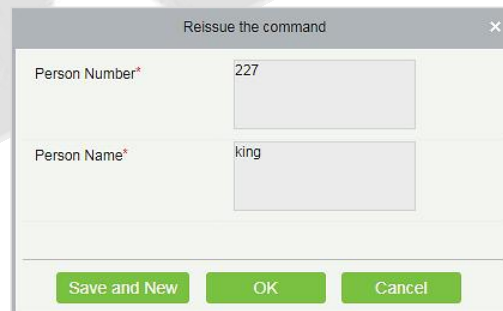 Reissue the command ×
Person Number* 227
Person Name* king
Save and New OK Cancel